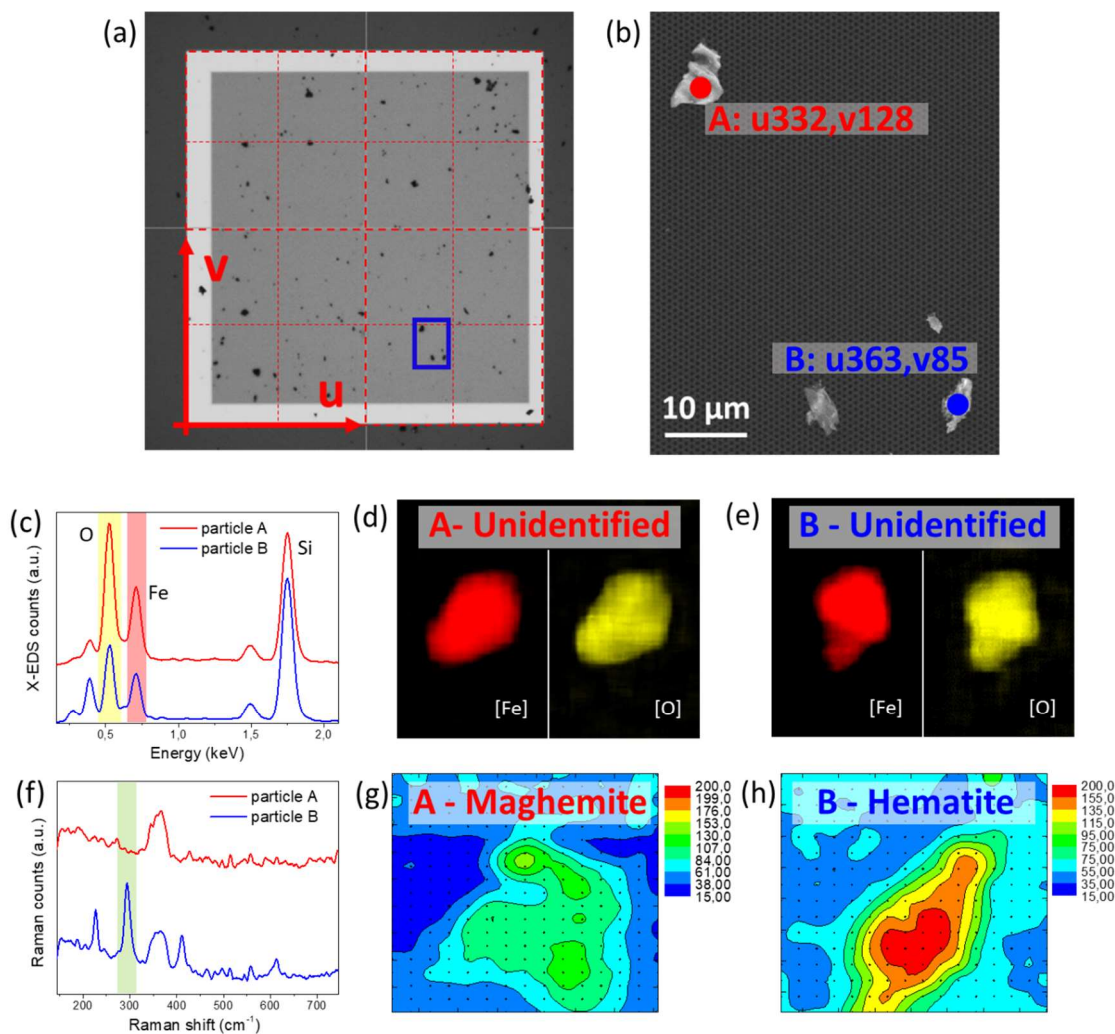 (a)
v
u
(b)
A: u332,v128
B: u363,v85
10 µm
(c)
X-EDS counts (a.u.)
O
Fe
Si
particle A
particle B
0,5
1,0
1,5
2,0
Energy (keV)
(d)
A- Unidentified
[Fe]
[O]
(e)
B - Unidentified
[Fe]
[O]
(f)
Raman counts (a.u.)
particle A
particle B
200
300
400
500
600
700
Raman shift (cm⁻¹)
(g)
A - Maghemite
200,0
199,0
176,0
153,0
130,0
107,0
84,00
61,00
38,00
15,00
(h)
B - Hematite
200,0
195,0
175,0
155,0
135,0
115,0
95,00
75,00
55,00
35,00
15,00